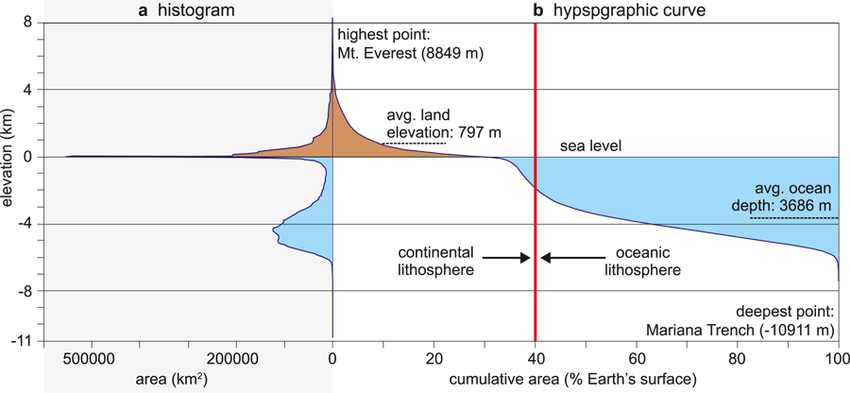 a histogram
b hypspgraphic curve
8
4
0
-4
-8
-11
elevation (km)
highest point:
Mt. Everest (8849 m)
avg. land
elevation: 797 m
sea level
avg. ocean
depth: 3686 m
continental
lithosphere
oceanic
lithosphere
deepest point:
Mariana Trench (-10911 m)
500000
200000
0
20
40
60
80
100
area (km²)
cumulative area (% Earth's surface)